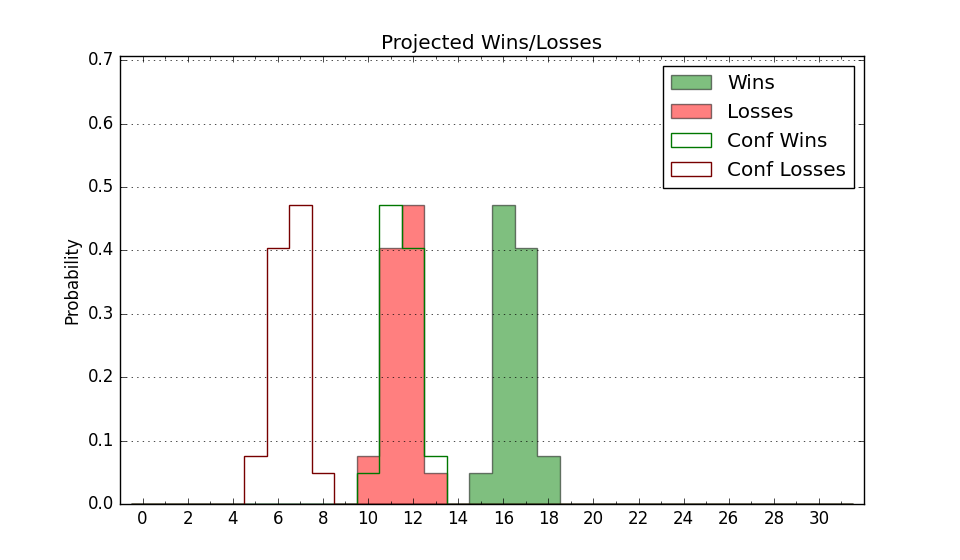 Projected Wins/Losses
0.7
0.6
0.5
0.4
0.3
0.2
0.1
0.0
Probability
Wins
Losses
Conf Wins
Conf Losses
0 2 4 6 8 10 12 14 16 18 20 22 24 26 28 30